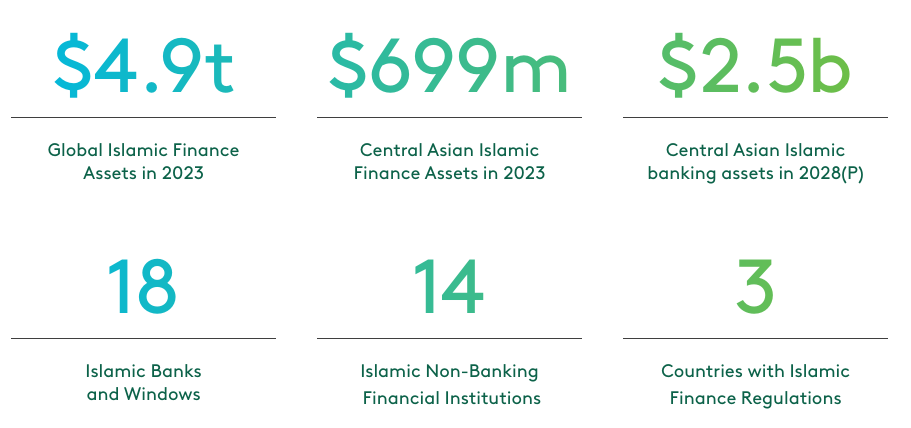 $4.9t
Global Islamic Finance
Assets in 2023
$699m
Central Asian Islamic
Finance Assets in 2023
$2.5b
Central Asian Islamic
banking assets in 2028(P)
18
Islamic Banks
and Windows
14
Islamic Non-Banking
Financial Institutions
3
Countries with Islamic
Finance Regulations